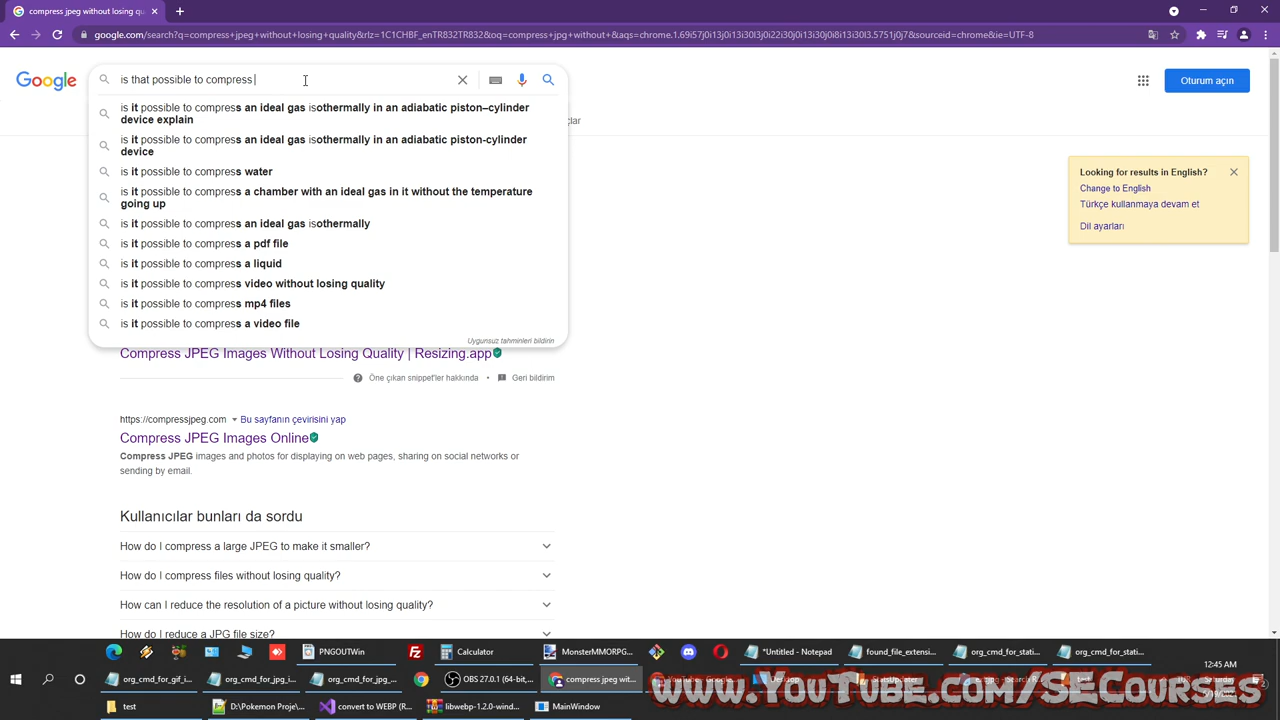 compress jpeg without losing qu
google.com/search?q=compress+jpeg+without+losing+quality&rlz=1C1CHBF_enTR832TR832&oq=compress+jpg+without+&aqs=chrome.1.69i57j0i13j0i13i30l3j0i22i30j0i13i30l3.5751j0j7&sourceid=chrome&ie=UTF-8
Google
is that possible to compress
Oturum açın
is it possible to compress an ideal gas isothermally in an adiabatic piston–cylinder
device explain
is it possible to compress an ideal gas isothermally in an adiabatic piston-cylinder
device
is it possible to compress water
is it possible to compress a chamber with an ideal gas in it without the temperature
going up
is it possible to compress an ideal gas isothermally
is it possible to compress a pdf file
is it possible to compress a liquid
is it possible to compress video without losing quality
is it possible to compress mp4 files
is it possible to compress a video file
Uygunsuz tahminleri bildirin
Looking for results in English?
Change to English
Türkçe kullanmaya devam et
Dil ayarları
Compress JPEG Images Without Losing Quality | Resizing.app
Öne çıkan snippet'ler hakkında • Geri bildirim
https://compressjpeg.com Bu sayfanın çevirisini yap
Compress JPEG Images Online
Compress JPEG images and photos for displaying on web pages, sharing on social networks or
sending by email.
Kullanıcılar bunları da sordu
How do I compress a large JPEG to make it smaller?
How do I compress files without losing quality?
How can I reduce the resolution of a picture without losing quality?
How do I reduce a JPG file size?
PNGOUTWin
Calculator
MonsterMMORPG...
*Untitled - Notepad
found_file_extensi...
org_cmd_for_stati...
org_cmd_for_stati...
12:45 AM
org_cmd_for_gif_i...
org_cmd_for_jpg_i...
org_cmd_for_jpg_...
OBS 27.0.1 (64-bit,...
compress jpeg wit...
Saturday
www.YouTube.com/SeCourses
test
D:\Pokemon Proje\...
convert to WEBP (R...
libwebp-1.2.0-wind...
MainWindow